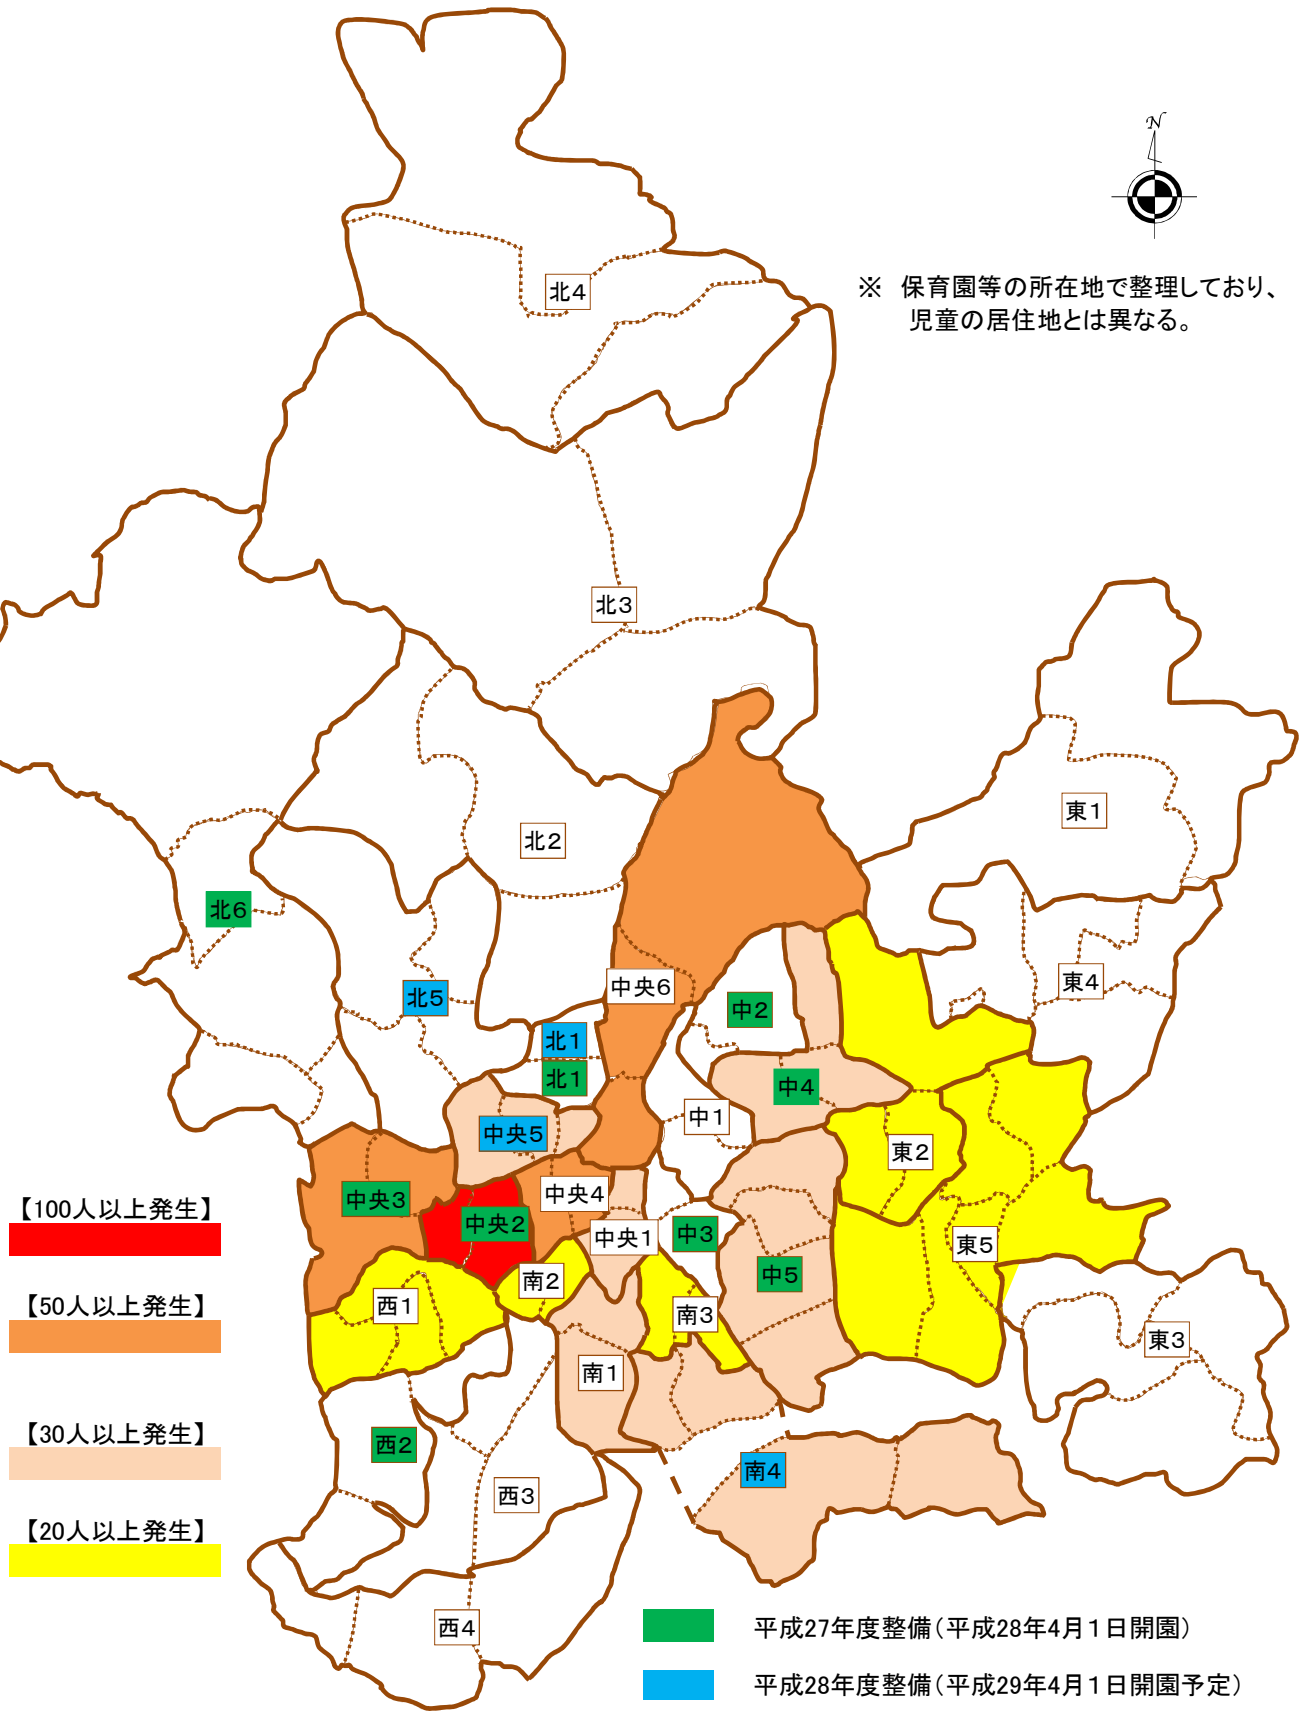 N
※ 保育園等の所在地で整理しており、
児童の居住地とは異なる。
北4
北3
東1
北2
北6
東4
中央6
北5
中2
北1
北1
中4
中1
中央5
東2
中央3
中央4
【100人以上発生】
中央2
中央1
中3
東5
中5
南2
【50人以上発生】
西1
南3
東3
南1
【30人以上発生】
西2
南4
西3
【20人以上発生】
西4
平成27年度整備(平成28年4月1日開園)
平成28年度整備(平成29年4月1日開園予定)